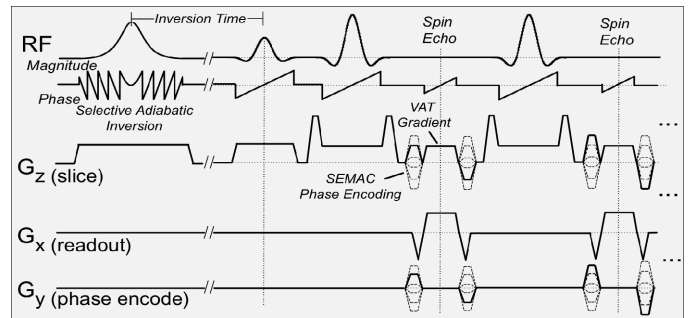 Inversion Time
Spin
Echo
Spin
Echo
RF
Magnitude
Phase
Selective Adiabatic
Inversion
VAT
Gradient
...
Gz (slice)
SEMAC
Phase Encoding
...
Gx (readout)
...
Gy (phase encode)